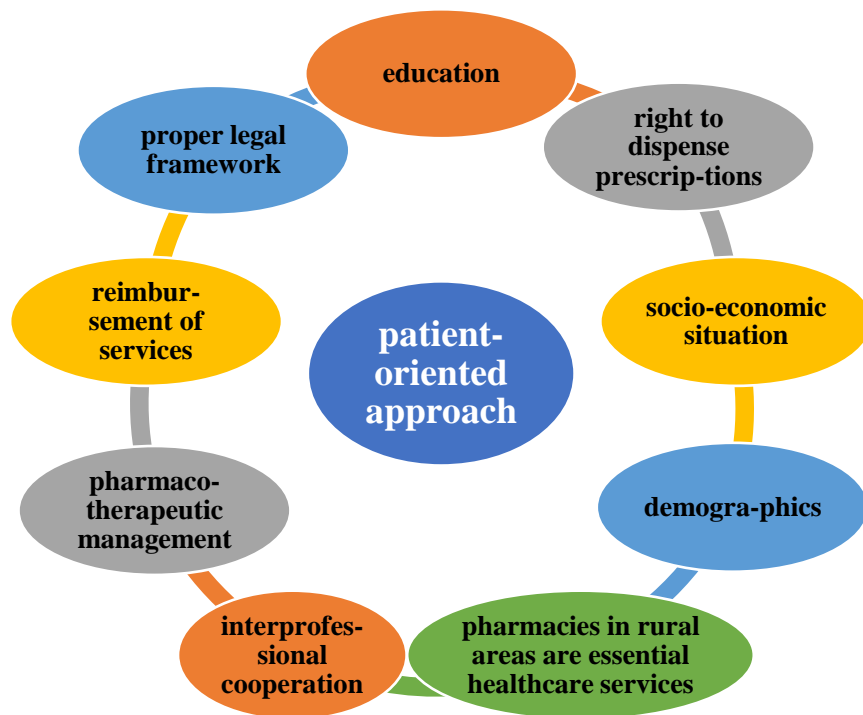 education
right to
dispense
prescrip-tions
socio-economic
situation
demogra-phics
pharmacies in rural
areas are essential
healthcare services
interprofes-
sional
cooperation
pharmaco-
therapeutic
management
reimbur-
sement of
services
proper legal
framework
patient-
oriented
approach